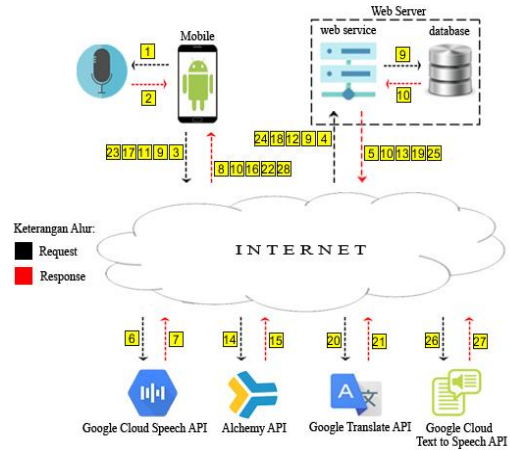 Web Server
Mobile
web service
database
1
2
9
10
23 17 11 9 3
8 10 16 22 28
24 18 12 9 4
5 10 13 19 25
Keterangan Alur:
Request
Response
INTERNET
6
7
14
15
20
21
26
27
A 文
Google Cloud Speech API
Alchemy API
Google Translate API
Google Cloud
Text to Speech API